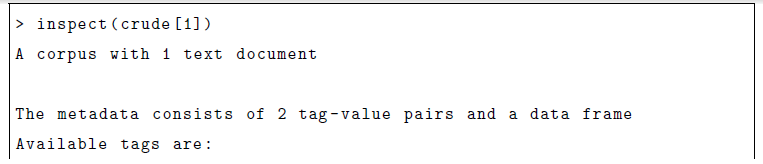 > inspect(crude[1])
A corpus with 1 text document
The metadata consists of 2 tag-value pairs and a data frame
Available tags are: